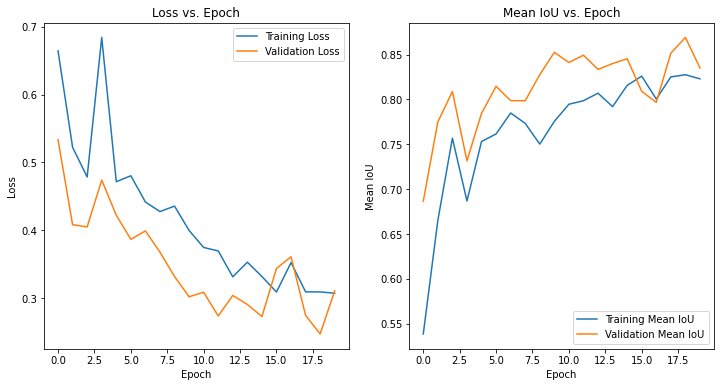 Loss vs. Epoch
Training Loss
Validation Loss
0.7
0.6
0.5
0.4
0.3
Loss
0.0 2.5 5.0 7.5 10.0 12.5 15.0 17.5
Epoch
Mean IoU vs. Epoch
0.85
0.80
0.75
0.70
0.65
0.60
0.55
Mean IoU
Training Mean IoU
Validation Mean IoU
0.0 2.5 5.0 7.5 10.0 12.5 15.0 17.5
Epoch